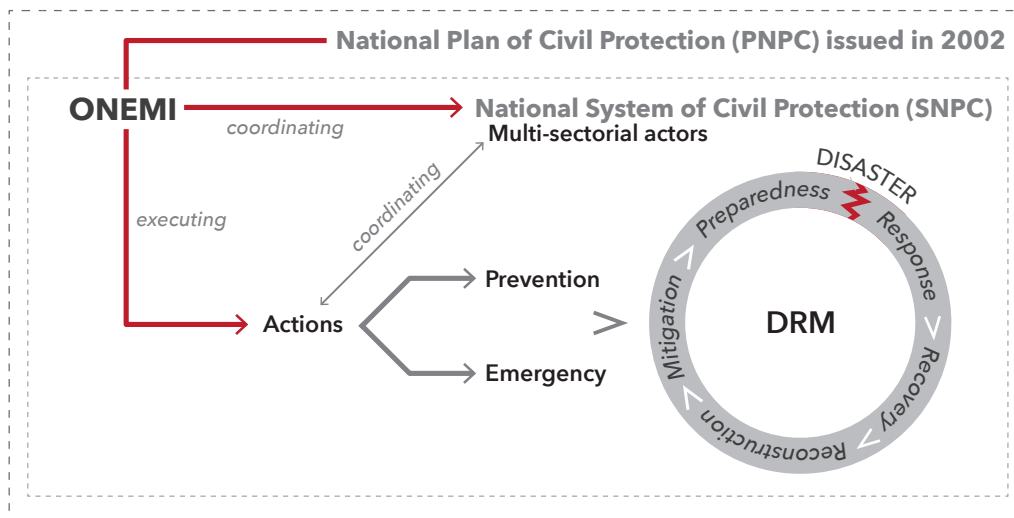 National Plan of Civil Protection (PNPC) issued in 2002
ONEMI
National System of Civil Protection (SNPC)
coordinating
Multi-sectorial actors
coordinating
executing
Actions
Prevention
Emergency
>
DRM
DISASTER
Preparedness
Response
>
Recovery
>
Reconstruction
>
Mitigation
>